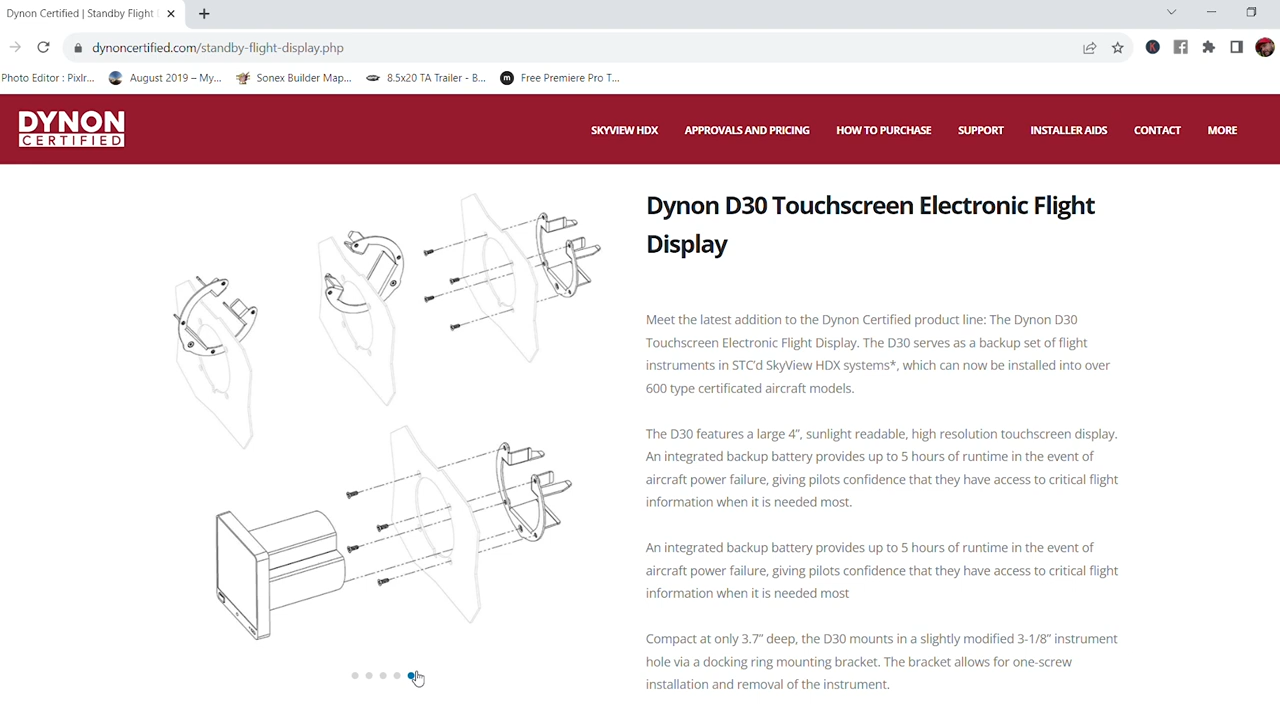 Dynon Certified | Standby Flight
dynoncertified.com/standby-flight-display.php
Photo Editor : Pixlr...
August 2019 – My...
Sonex Builder Map...
8.5x20 TA Trailer - B...
Free Premiere Pro T...
DYNON
CERTIFIED
SKYVIEW HDX
APPROVALS AND PRICING
HOW TO PURCHASE
SUPPORT
INSTALLER AIDS
CONTACT
MORE
Dynon D30 Touchscreen Electronic Flight
Display
Meet the latest addition to the Dynon Certified product line: The Dynon D30
Touchscreen Electronic Flight Display. The D30 serves as a backup set of flight
instruments in STC’d SkyView HDX systems*, which can now be installed into over
600 type certificated aircraft models.
The D30 features a large 4”, sunlight readable, high resolution touchscreen display.
An integrated backup battery provides up to 5 hours of runtime in the event of
aircraft power failure, giving pilots confidence that they have access to critical flight
information when it is needed most.
An integrated backup battery provides up to 5 hours of runtime in the event of
aircraft power failure, giving pilots confidence that they have access to critical flight
information when it is needed most
Compact at only 3.7” deep, the D30 mounts in a slightly modified 3-1/8” instrument
hole via a docking ring mounting bracket. The bracket allows for one-screw
installation and removal of the instrument.